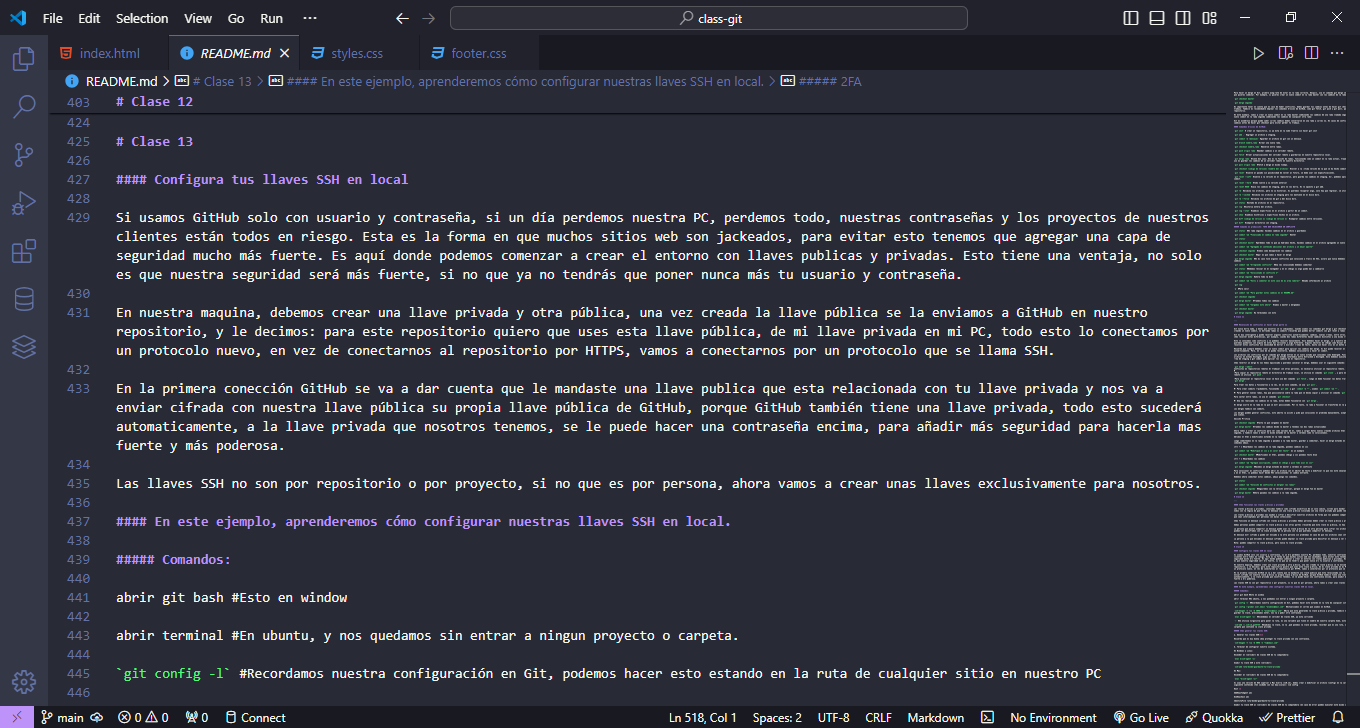 File Edit Selection View Go Run ··· class-git
index.html README.md styles.css footer.css
README.md > # Clase 13 > #### En este ejemplo, aprenderemos cómo configurar nuestras llaves SSH en local. > ##### 2FA
403 # Clase 12
424
425 # Clase 13
426
427 #### Configura tus llaves SSH en local
428
429 Si usamos GitHub solo con usuario y contraseña, si un día perdemos nuestra PC, perdemos todo, nuestras contraseñas y los proyectos de nuestros
clientes están todos en riesgo. Esta es la forma en que muchos sitios web son jackeados, para evitar esto tenemos que agregar una capa de
seguridad mucho más fuerte. Es aquí donde podemos comenzar a crear el entorno con llaves publicas y privadas. Esto tiene una ventaja, no solo
es que nuestra seguridad será más fuerte, si no que ya no tendrás que poner nunca más tu usuario y contraseña.
430
431 En nuestra maquina, debemos crear una llave privada y otra pública, una vez creada la llave pública se la enviamos a GitHub en nuestro
repositorio, y le decimos: para este repositorio quiero que uses esta llave pública, de mi llave privada en mi PC, todo esto lo conectamos por
un protocolo nuevo, en vez de conectarnos al repositorio por HTTPS, vamos a conectarnos por un protocolo que se llama SSH.
432
433 En la primera conección GitHub se va a dar cuenta que le mandaste una llave publica que esta relacionada con tu llave privada y nos va a
enviar cifrada con nuestra llave pública su propia llave pública de GitHub, porque GitHub también tiene una llave privada, todo esto sucederá
automaticamente, a la llave privada que nosotros tenemos, se le puede hacer una contraseña encima, para añadir más seguridad para hacerla mas
fuerte y más poderosa.
434
435 Las llaves SSH no son por repositorio o por proyecto, si no que es por persona, ahora vamos a crear unas llaves exclusivamente para nosotros.
436
437 #### En este ejemplo, aprenderemos cómo configurar nuestras llaves SSH en local.
438
439 ##### Comandos:
440
441 abrir git bash #Esto en window
442
443 abrir terminal #En ubuntu, y nos quedamos sin entrar a ningun proyecto o carpeta.
444
445 `git config -l` #Recordamos nuestra configuración en Git, podemos hacer esto estando en la ruta de cualquier sitio en nuestro PC
446
main 0 0 0 Connect Ln 518, Col 1 Spaces: 2 UTF-8 CRLF Markdown No Environment Go Live Quokka Prettier